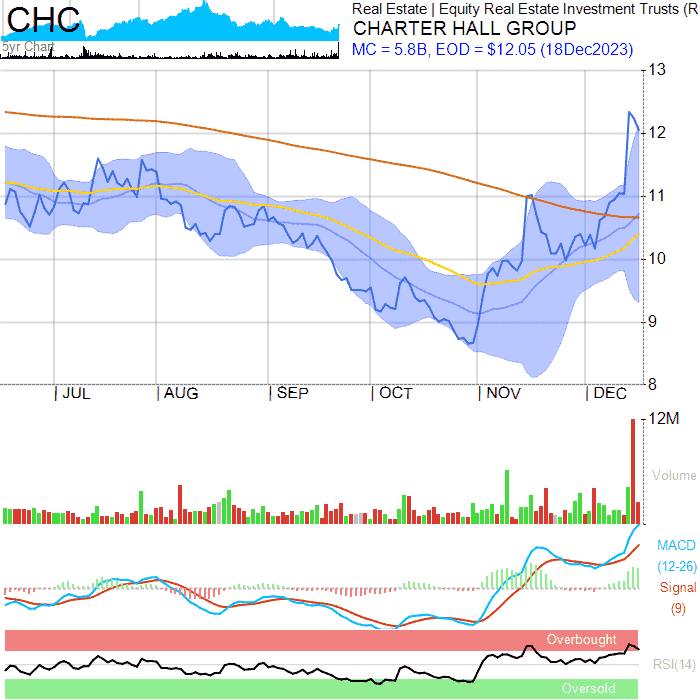 CHC
5yr Chart
Real Estate | Equity Real Estate Investment Trusts (R
CHARTER HALL GROUP
MC = 5.8B, EOD = $12.05 (18Dec2023)
13
12
11
10
9
8
| JUL | AUG | SEP | OCT | NOV | DEC
12M
Volume
MACD
(12-26)
Signal
(9)
Overbought
RSI(14)
Oversold